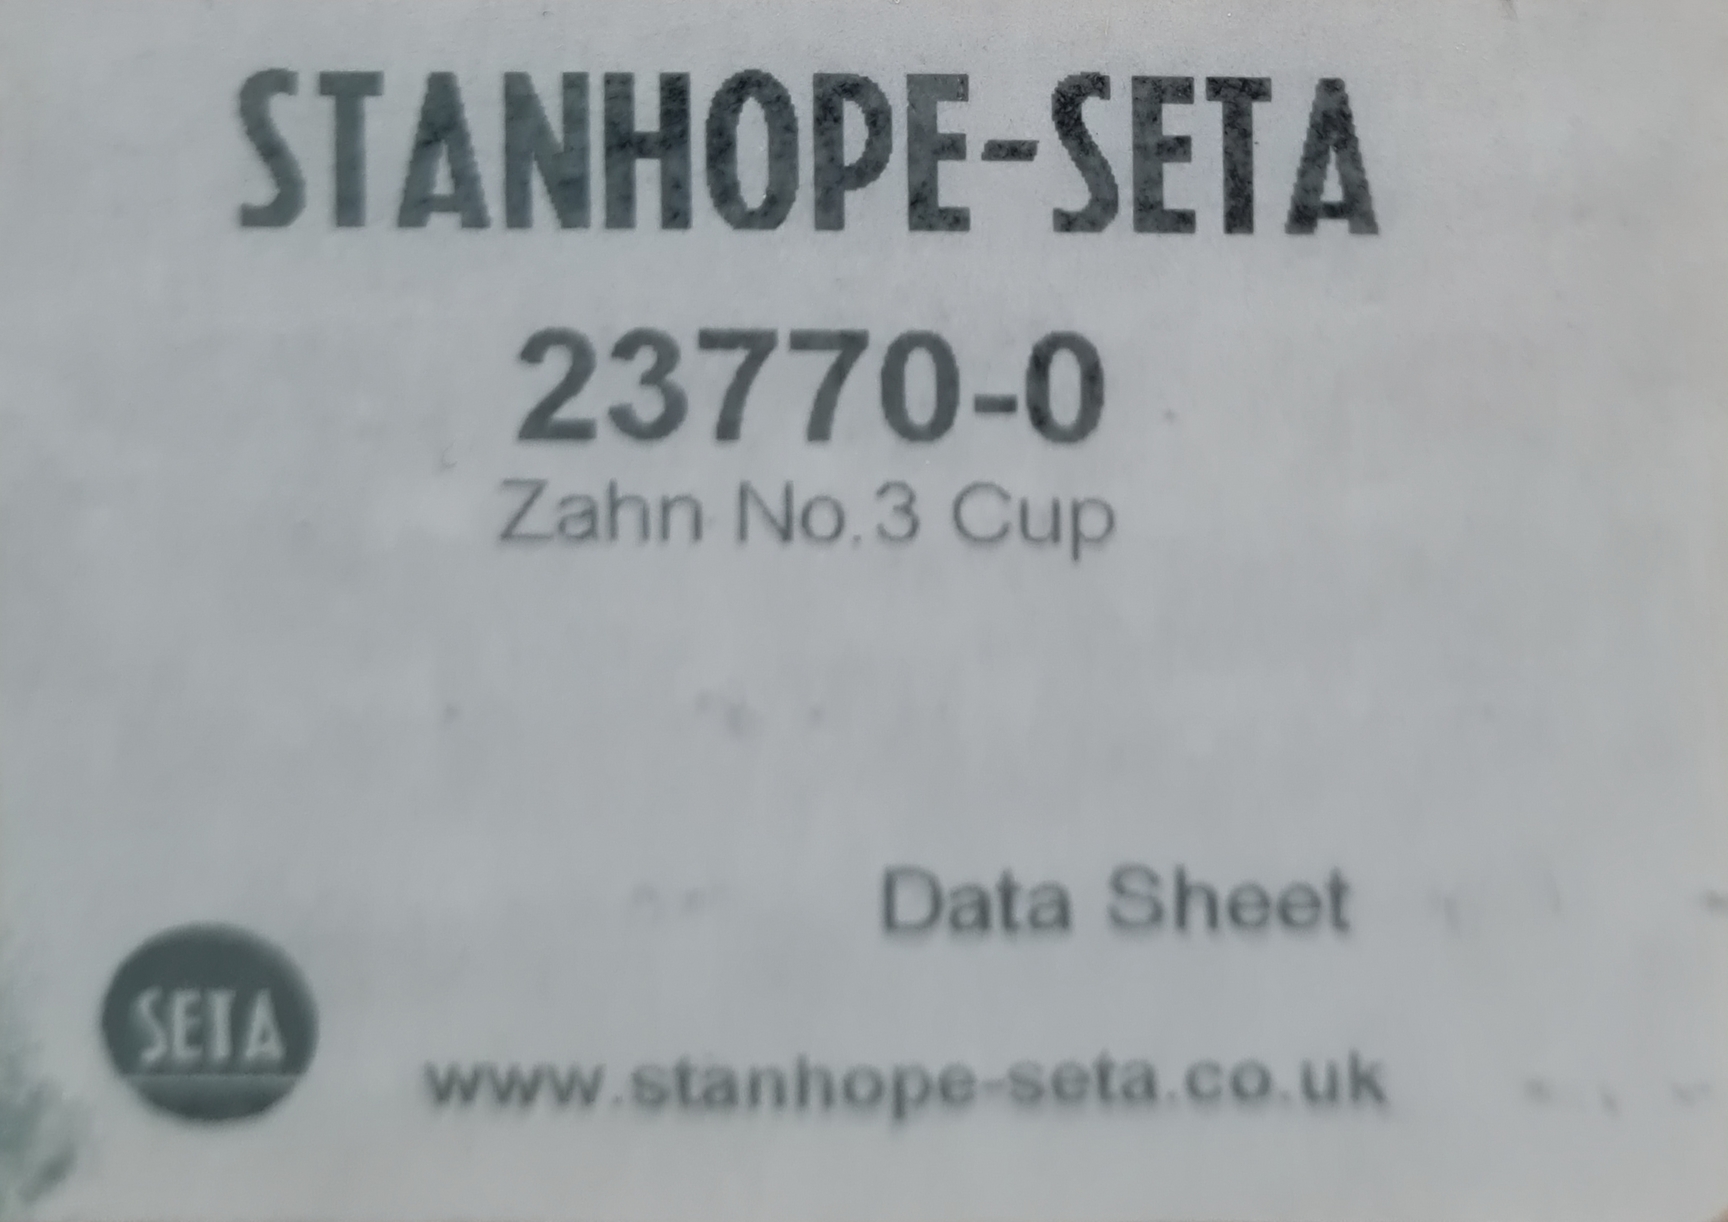 STANHOPE-SETA
23770-0
Zahn No.3 Cup
Data Sheet
SETA
www.stanhope-seta.co.uk